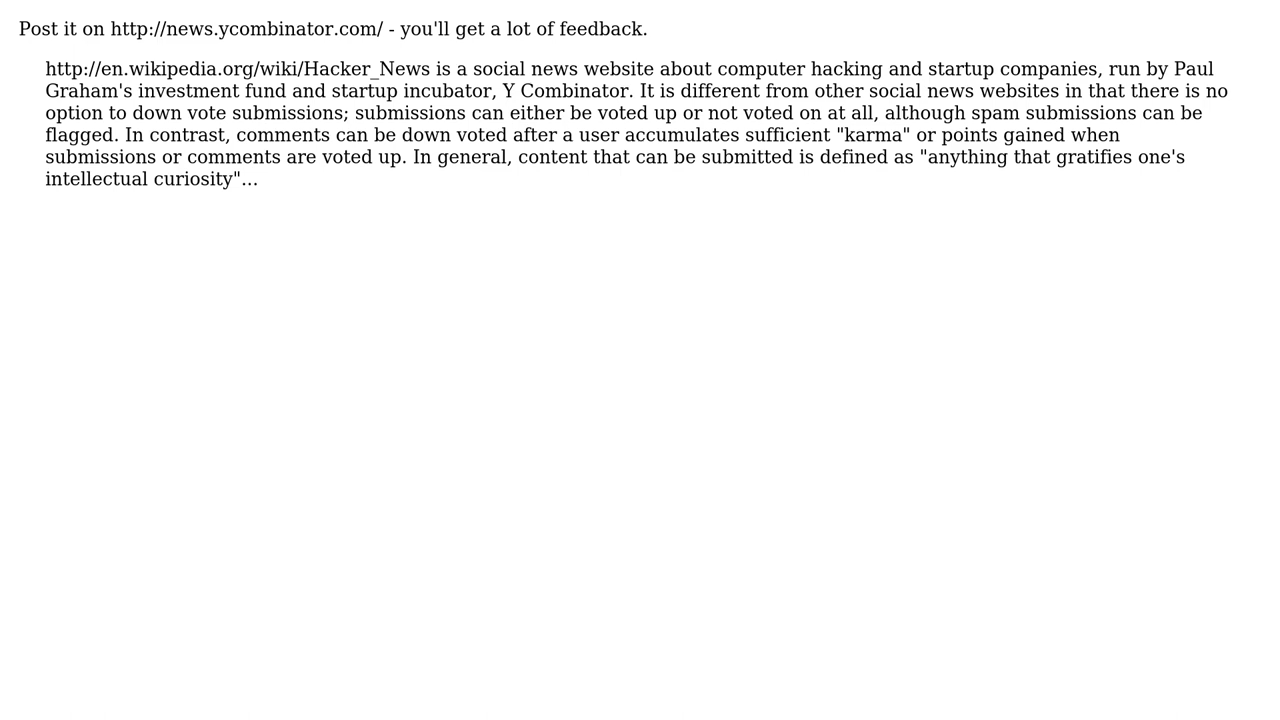 Post it on http://news.ycombinator.com/ - you'll get a lot of feedback.
http://en.wikipedia.org/wiki/Hacker_News is a social news website about computer hacking and startup companies, run by Paul
Graham's investment fund and startup incubator, Y Combinator. It is different from other social news websites in that there is no
option to down vote submissions; submissions can either be voted up or not voted on at all, although spam submissions can be
flagged. In contrast, comments can be down voted after a user accumulates sufficient "karma" or points gained when
submissions or comments are voted up. In general, content that can be submitted is defined as "anything that gratifies one's
intellectual curiosity"...